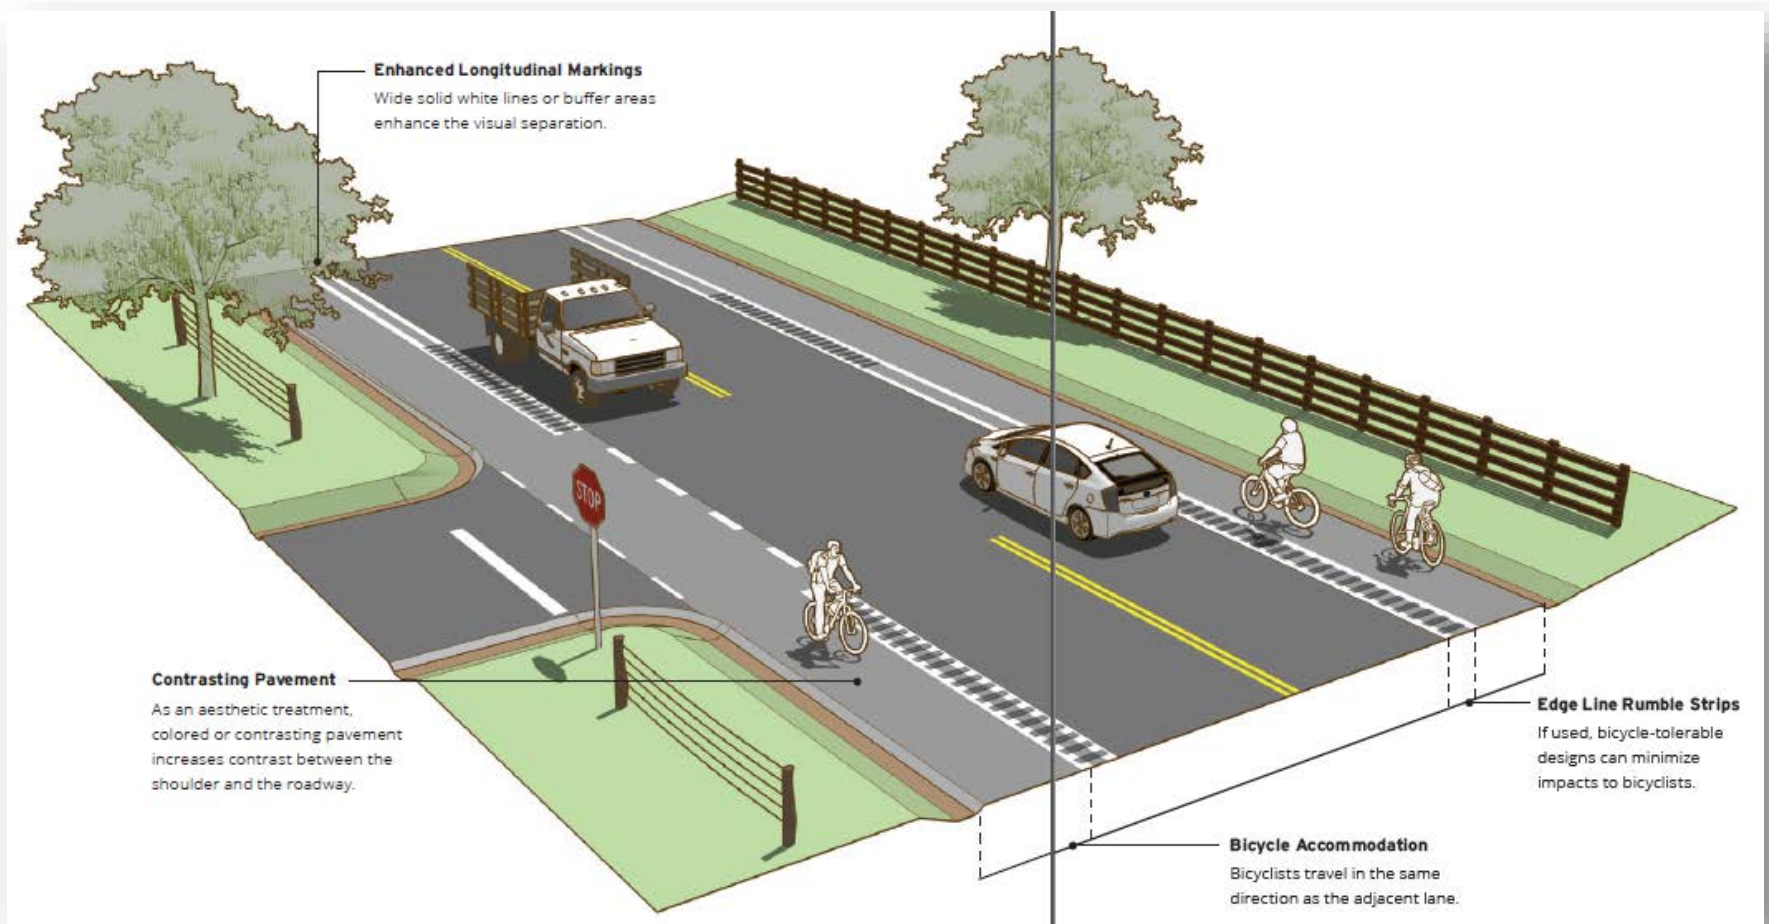 Enhanced Longitudinal Markings
Wide solid white lines or buffer areas
enhance the visual separation.
STOP
Contrasting Pavement
As an aesthetic treatment,
colored or contrasting pavement
increases contrast between the
shoulder and the roadway.
Edge Line Rumble Strips
If used, bicycle-tolerable
designs can minimize
impacts to bicyclists.
Bicycle Accommodation
Bicyclists travel in the same
direction as the adjacent lane.